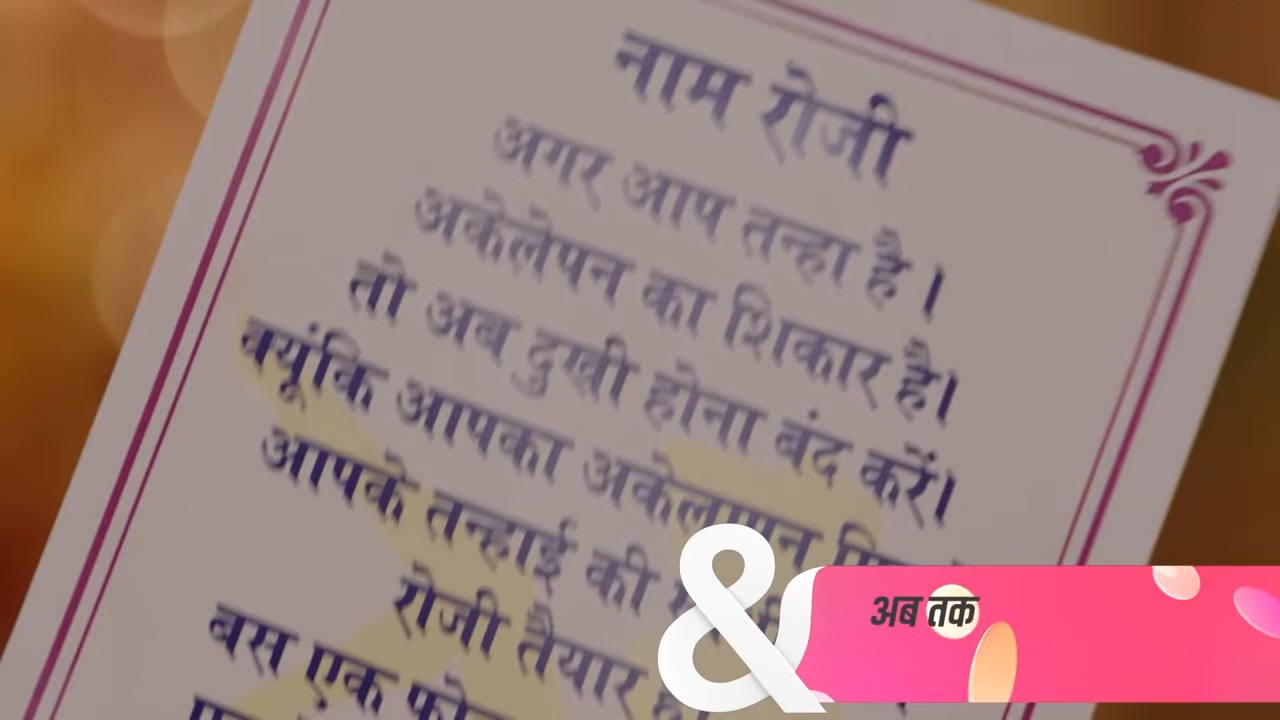 नाम रोजी
अगर आप तन्हा है।
अकेलेपन का शिकार है।
तो अब दुखी होना बंद करें।
क्यूंकि आपका अकेलापन
आपके तन्हाई की
रोजी तैयार
बस एक
&
अब तक